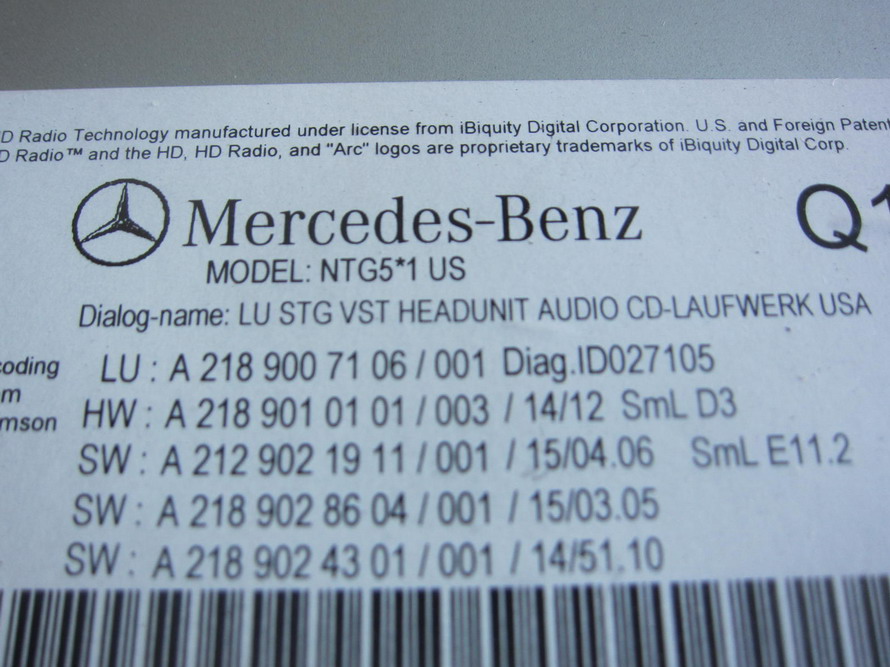 D Radio Technology manufactured under license from iBiquity Digital Corporation. U.S. and Foreign Patent
D Radio™ and the HD, HD Radio, and "Arc" logos are proprietary trademarks of iBiquity Digital Corp.
Mercedes-Benz
Q1
MODEL: NTG5*1 US
Dialog-name: LU STG VST HEADUNIT AUDIO CD-LAUFWERK USA
coding
m
mson
LU : A 218 900 71 06 / 001 Diag.ID027105
HW : A 218 901 01 01 / 003 / 14/12 SmL D3
SW : A 212 902 19 11 / 001 / 15/04.06 SmL E11.2
SW : A 218 902 86 04 / 001 / 15/03.05
SW : A 218 902 43 01 / 001 / 14/51.10